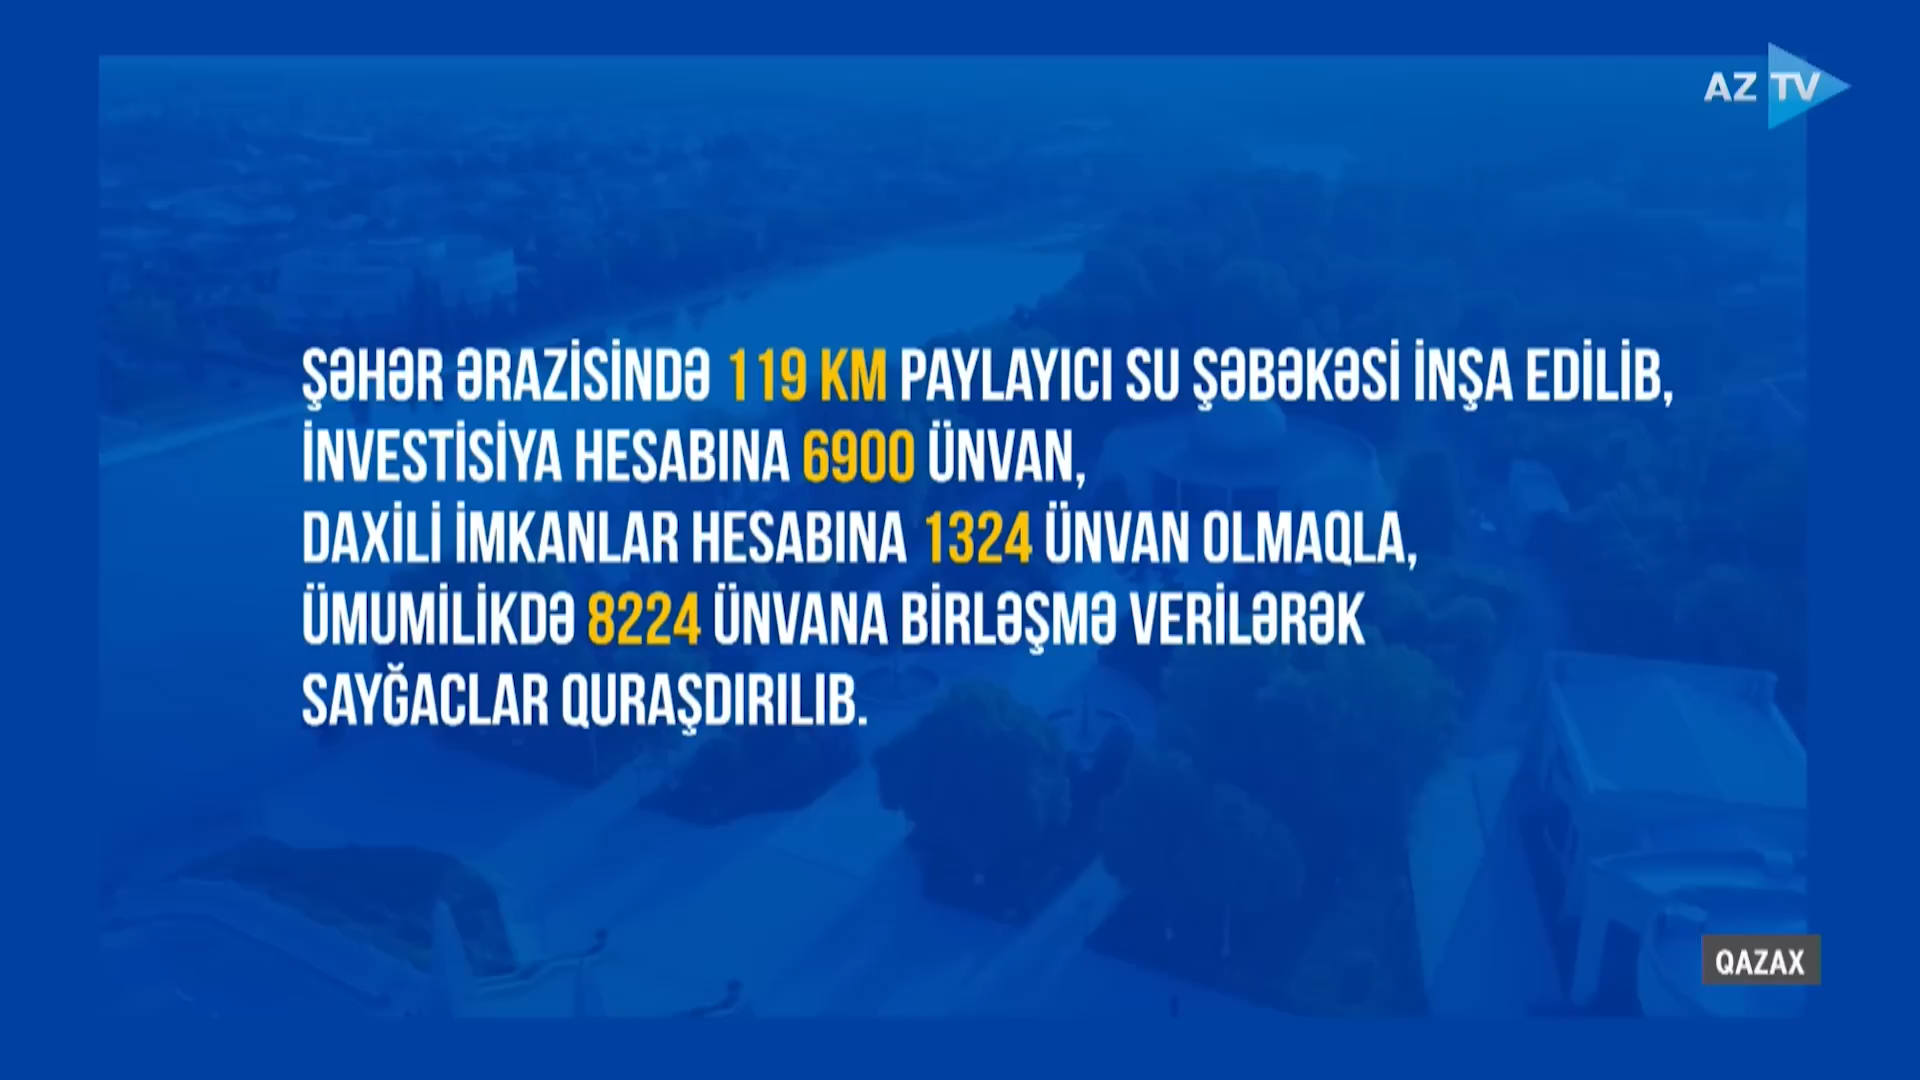 AZ TV
ŞƏHƏR ƏRAZİSİNDƏ 119 KM PAYLAYICI SU ŞƏBƏKƏSİ İNŞA EDİLİB,
İNVESTİSİYA HESABINA 6900 ÜNVAN,
DAXİLİ İMKANLAR HESABINA 1324 ÜNVAN OLMAQLA,
ÜMUMİLİKDƏ 8224 ÜNVANA BİRLƏŞMƏ VERİLƏRƏK
SAYĞACLAR QURAŞDIRILIB.
QAZAX